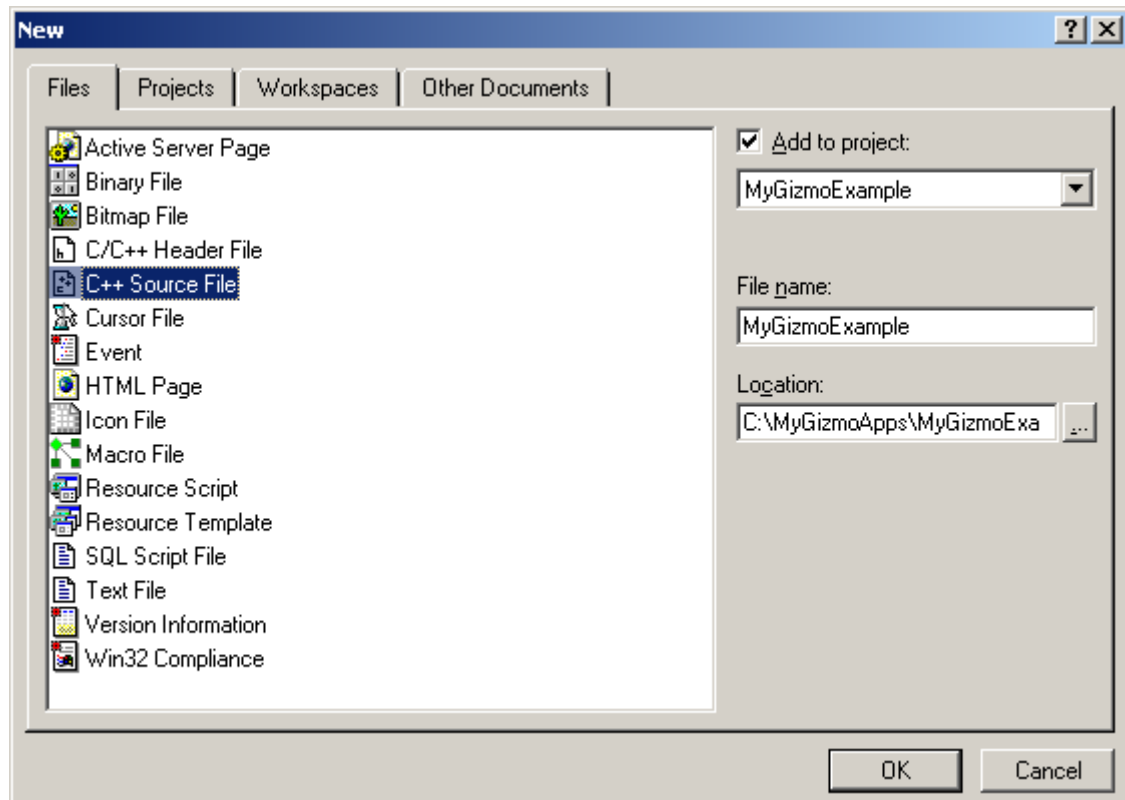 New
Files Projects Workspaces Other Documents
Active Server Page
Binary File
Bitmap File
C/C++ Header File
C++ Source File
Cursor File
Event
HTML Page
Icon File
Macro File
Resource Script
Resource Template
SQL Script File
Text File
Version Information
Win32 Compliance
Add to project:
MyGizmoExample
File name:
MyGizmoExample
Location:
C:\MyGizmoApps\MyGizmoExa ...
OK Cancel